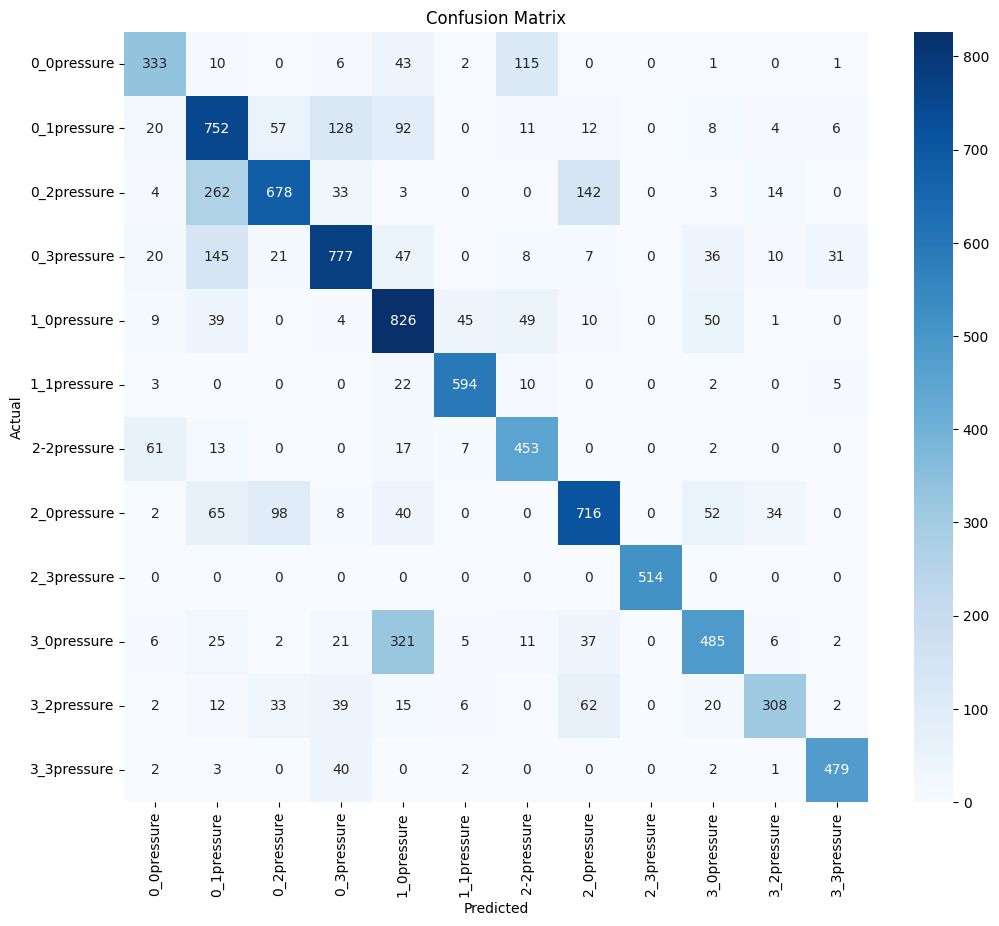 Confusion Matrix
0_0pressure 333 10 0 6 43 2 115 0 0 1 0 1
0_1pressure 20 752 57 128 92 0 11 12 0 8 4 6
0_2pressure 4 262 678 33 3 0 0 142 0 3 14 0
0_3pressure 20 145 21 777 47 0 8 7 0 36 10 31
1_0pressure 9 39 0 4 826 45 49 10 0 50 1 0
1_1pressure 3 0 0 0 22 594 10 0 0 2 0 5
2-2pressure 61 13 0 0 17 7 453 0 0 2 0 0
2_0pressure 2 65 98 8 40 0 0 716 0 52 34 0
2_3pressure 0 0 0 0 0 0 0 0 514 0 0 0
3_0pressure 6 25 2 21 321 5 11 37 0 485 6 2
3_2pressure 2 12 33 39 15 6 0 62 0 20 308 2
3_3pressure 2 3 0 40 0 2 0 0 0 2 1 479
Actual
0_0pressure 0_1pressure 0_2pressure 0_3pressure 1_0pressure 1_1pressure 2-2pressure 2_0pressure 2_3pressure 3_0pressure 3_2pressure 3_3pressure
Predicted
800
700
600
500
400
300
200
100
0